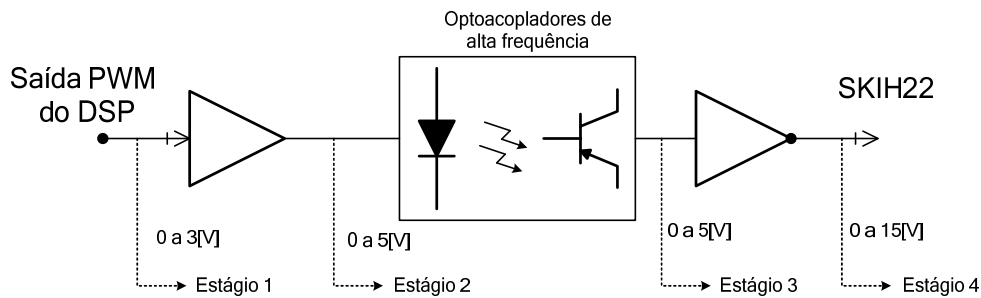 Optoacopladores de
alta frequência
Saída PWM
do DSP
SKIH22
0 a 3[V]
0 a 5[V]
0 a 5[V]
0 a 15[V]
Estágio 1
Estágio 2
Estágio 3
Estágio 4